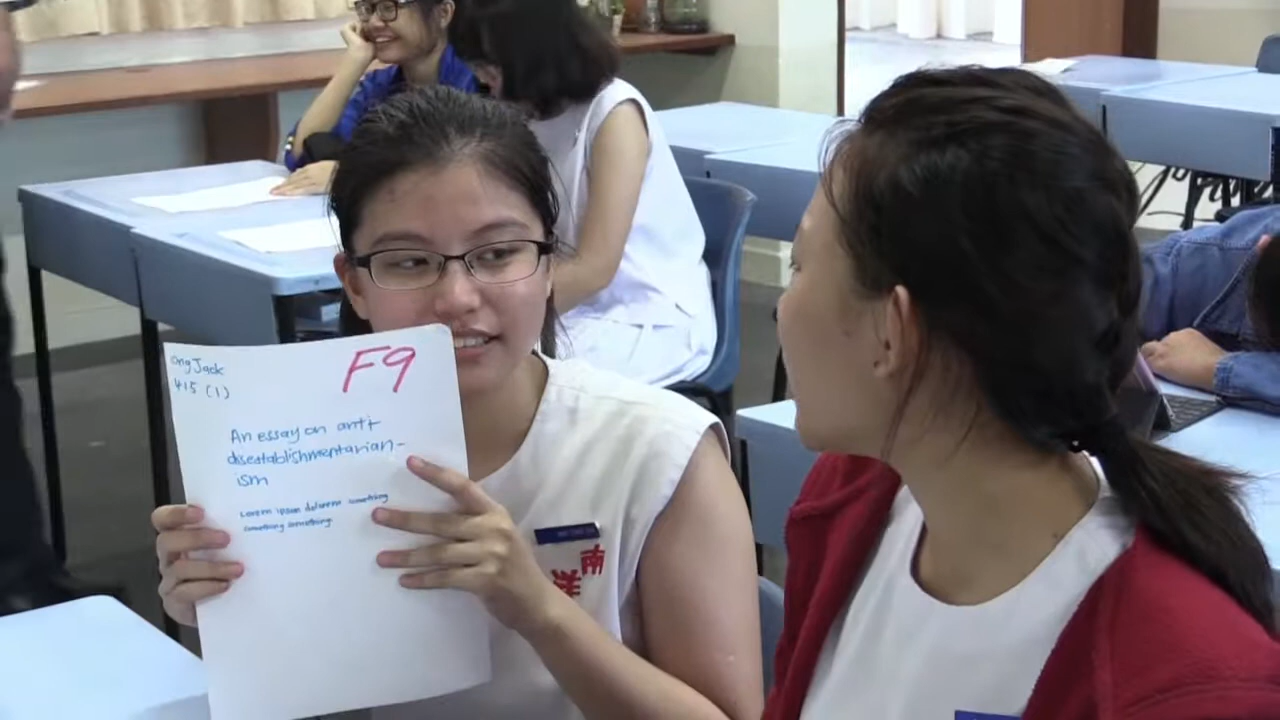 Ong Jack
415 (1)
F9
An essay on anti
disestablishmentarian-
ism
Lorem ipsum dolorem something
something something
南
洋